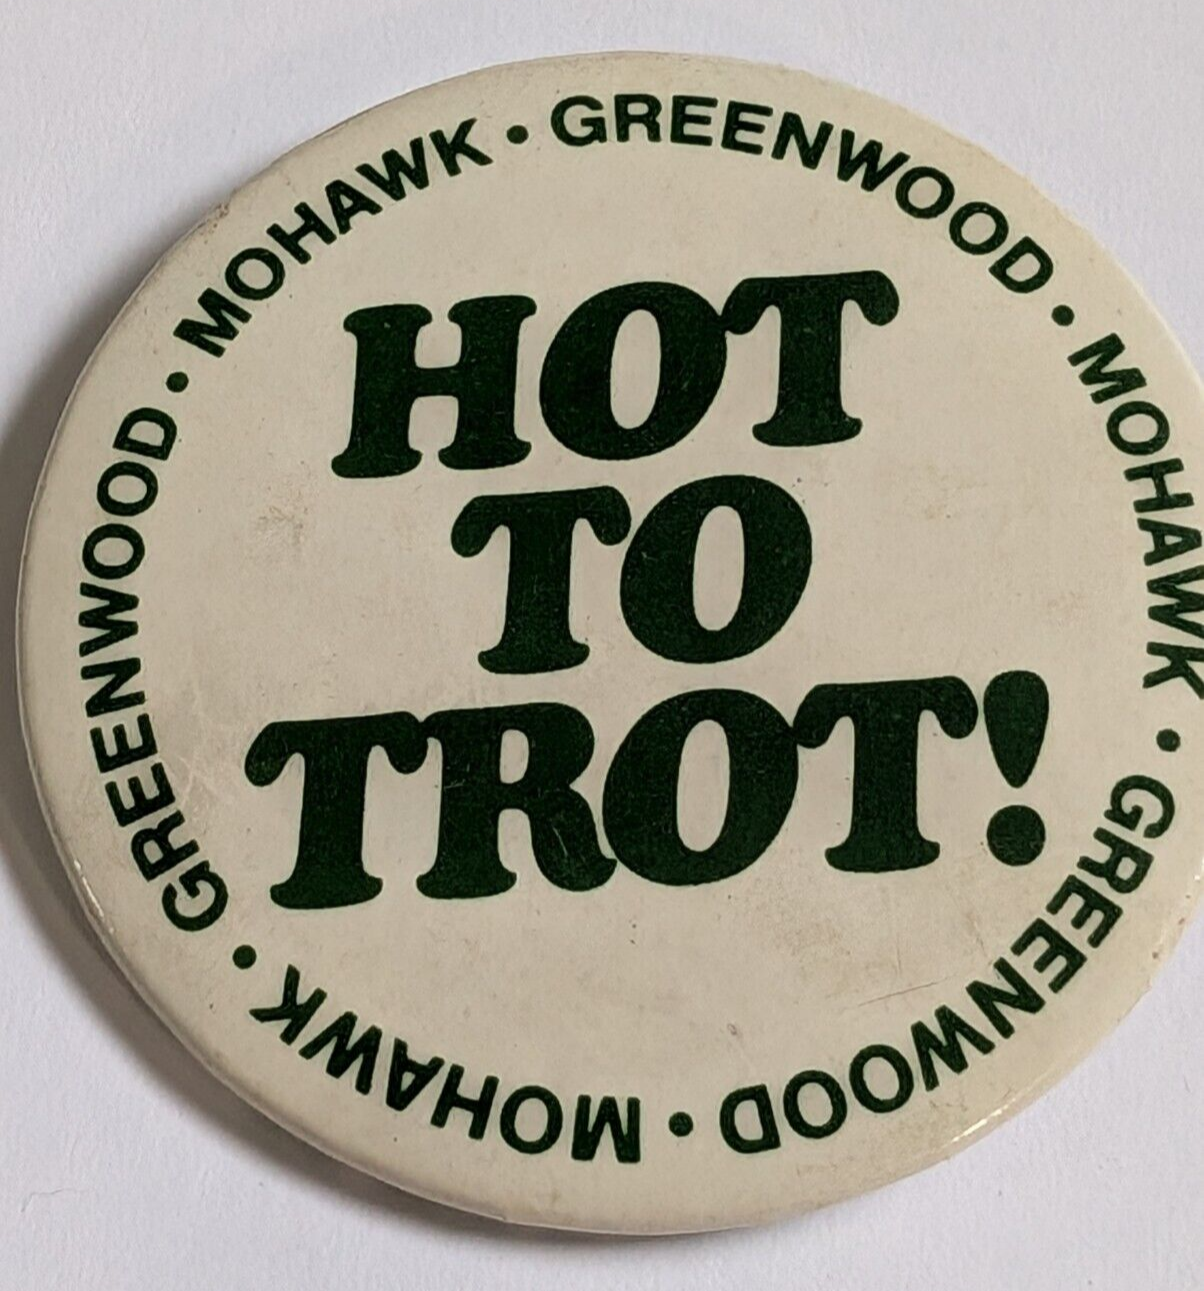 HOT
TO
TROT!
GREENWOOD • MOHAWK • GREENWOOD • MOHAWK • GREENWOOD • MOHAWK •